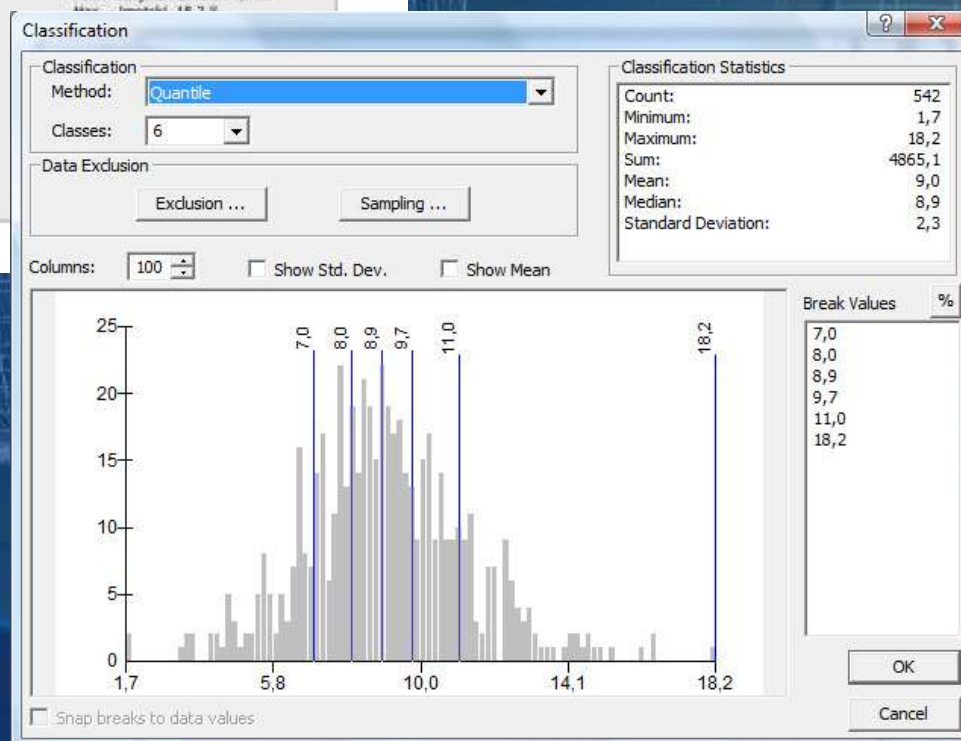 Classification
Classification
Method: Quantile
Classes: 6
Data Exclusion
Exclusion ...
Sampling ...
Classification Statistics
Count: 542
Minimum: 1,7
Maximum: 18,2
Sum: 4865,1
Mean: 9,0
Median: 8,9
Standard Deviation: 2,3
Columns: 100
Show Std. Dev.
Show Mean
Break Values %
7,0
8,0
8,9
9,7
11,0
18,2
7,0 8,0 8,9 9,7 11,0 18,2
25
20
15
10
5
0
1,7 5,8 10,0 14,1 18,2
OK
Snap breaks to data values
Cancel